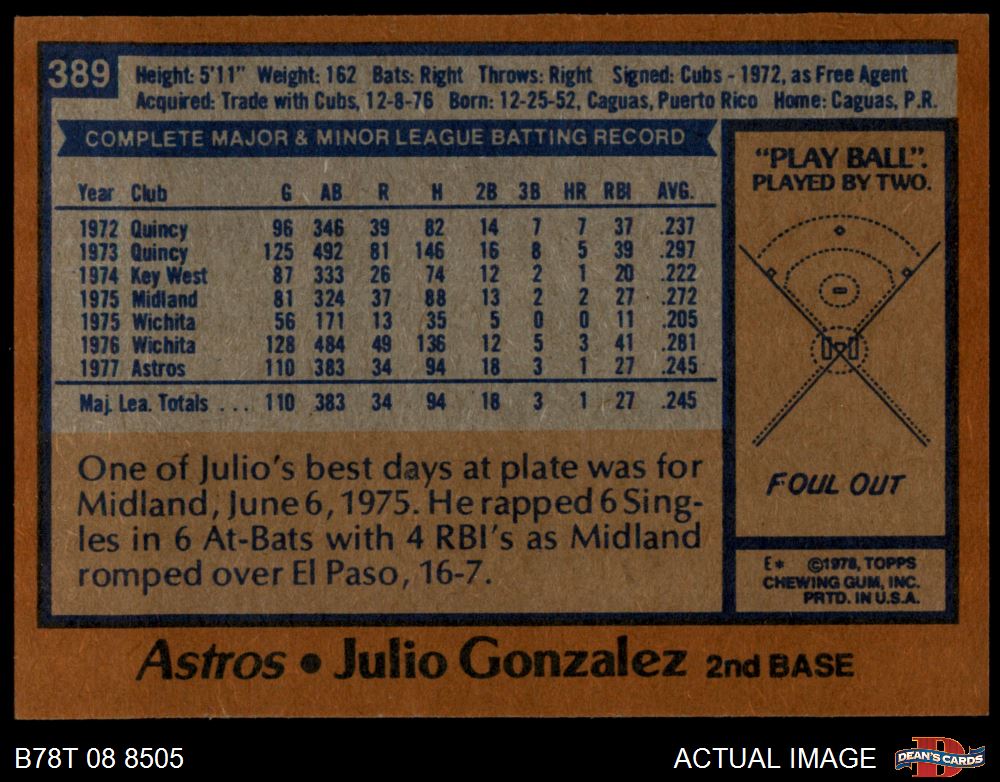 389
Height: 5'11" Weight: 162 Bats: Right Throws: Right Signed: Cubs - 1972, as Free Agent
Acquired: Trade with Cubs, 12-8-76 Born: 12-25-52, Caguas, Puerto Rico Home: Caguas, P.R.
COMPLETE MAJOR & MINOR LEAGUE BATTING RECORD
Year Club G AB R H 2B 3B HR RBI AVG.
1972 Quincy 96 346 39 82 14 7 7 37 .237
1973 Quincy 125 492 81 146 16 8 5 39 .297
1974 Key West 87 333 26 74 12 2 1 20 .222
1975 Midland 81 324 37 88 13 2 2 27 .272
1975 Wichita 56 171 13 35 5 0 0 11 .205
1976 Wichita 128 484 49 136 12 5 3 41 .281
1977 Astros 110 383 34 94 18 3 1 27 .245
Maj. Lea. Totals . . . 110 383 34 94 18 3 1 27 .245
One of Julio's best days at plate was for
Midland, June 6, 1975. He rapped 6 Sing-
les in 6 At-Bats with 4 RBI's as Midland
romped over El Paso, 16-7.
"PLAY BALL".
PLAYED BY TWO.
FOUL OUT
E* ©1978, TOPPS
CHEWING GUM, INC.
PRTD. IN U.S.A.
Astros • Julio Gonzalez 2nd BASE
B78T 08 8505
ACTUAL IMAGE
D
DEAN'S CARDS